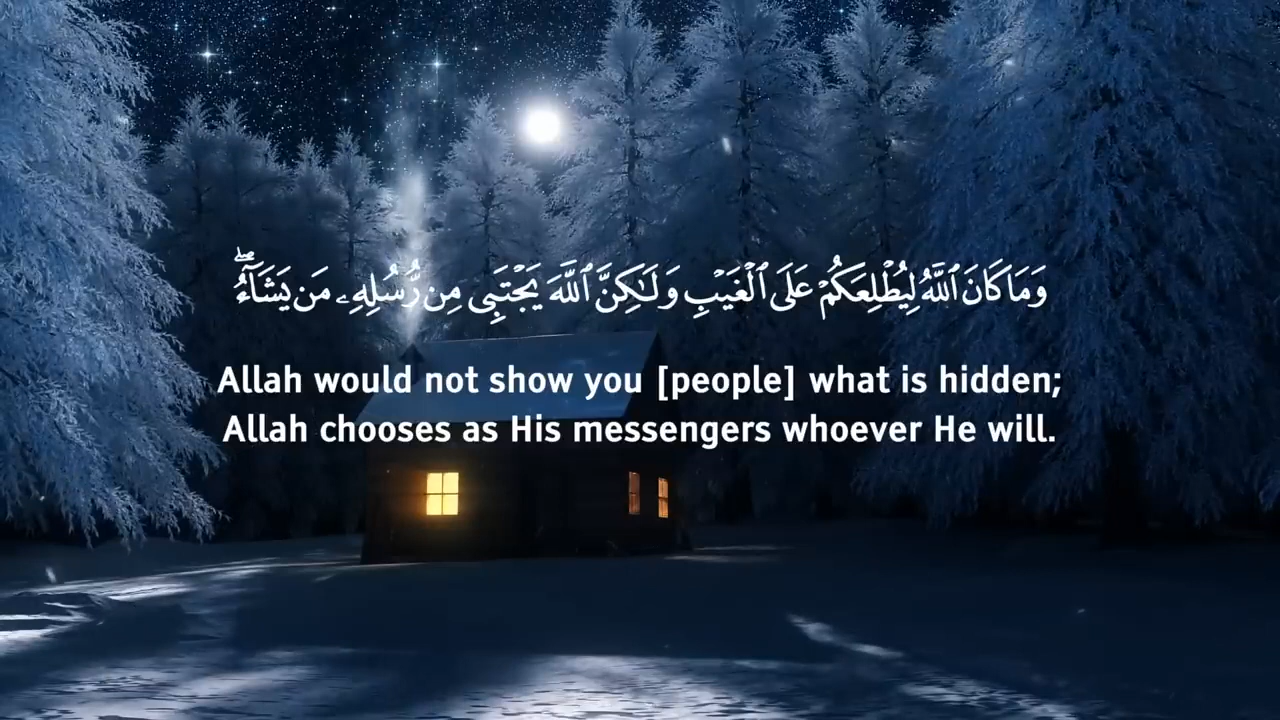 وَمَا كَانَ ٱللَّهُ لِيُطْلِعَكُمْ عَلَى ٱلْغَيْبِ وَلَـٰكِنَّ ٱللَّهَ يَجْتَبِى مِن رُّسُلِهِۦ مَن يَشَآءُ ۖ
Allah would not show you [people] what is hidden;
Allah chooses as His messengers whoever He will.